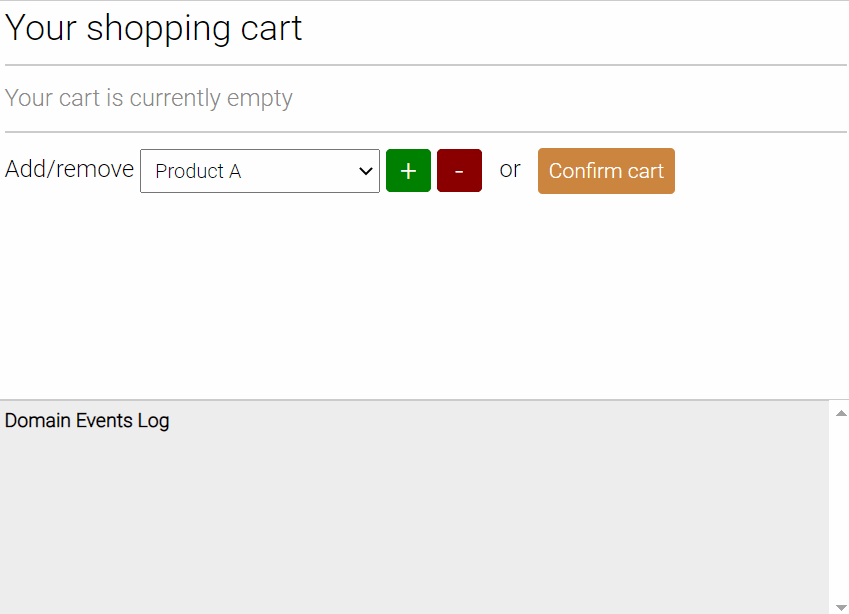 Your shopping cart
Your cart is currently empty
Add/remove Product A + - or Confirm cart
Domain Events Log